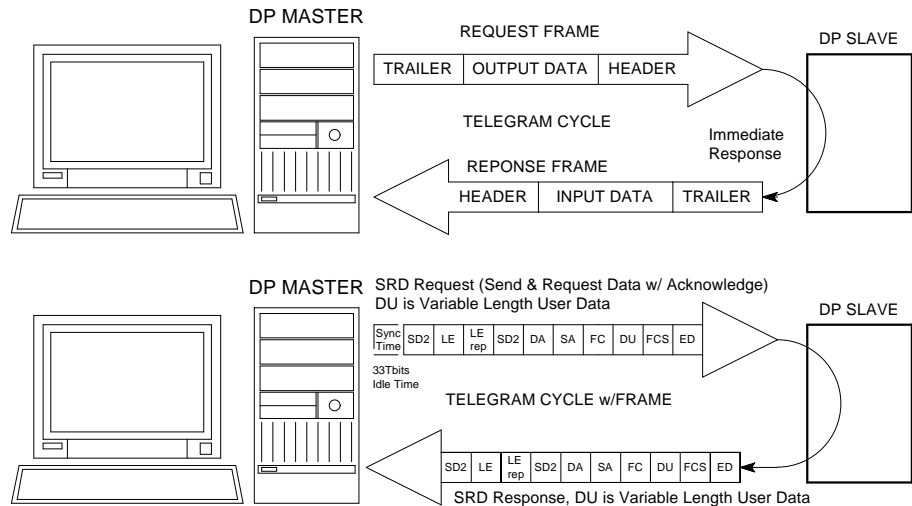 DP MASTER
REQUEST FRAME
DP SLAVE
TRAILER OUTPUT DATA HEADER
TELEGRAM CYCLE
Immediate
Response
REPONSE FRAME
HEADER INPUT DATA TRAILER
DP MASTER
SRD Request (Send & Request Data w/ Acknowledge)
DU is Variable Length User Data
DP SLAVE
Sync
Time
SD2 LE LE rep SD2 DA SA FC DU FCS ED
33Tbits
Idle Time
TELEGRAM CYCLE w/FRAME
SD2 LE LE rep SD2 DA SA FC DU FCS ED
SRD Response, DU is Variable Length User Data